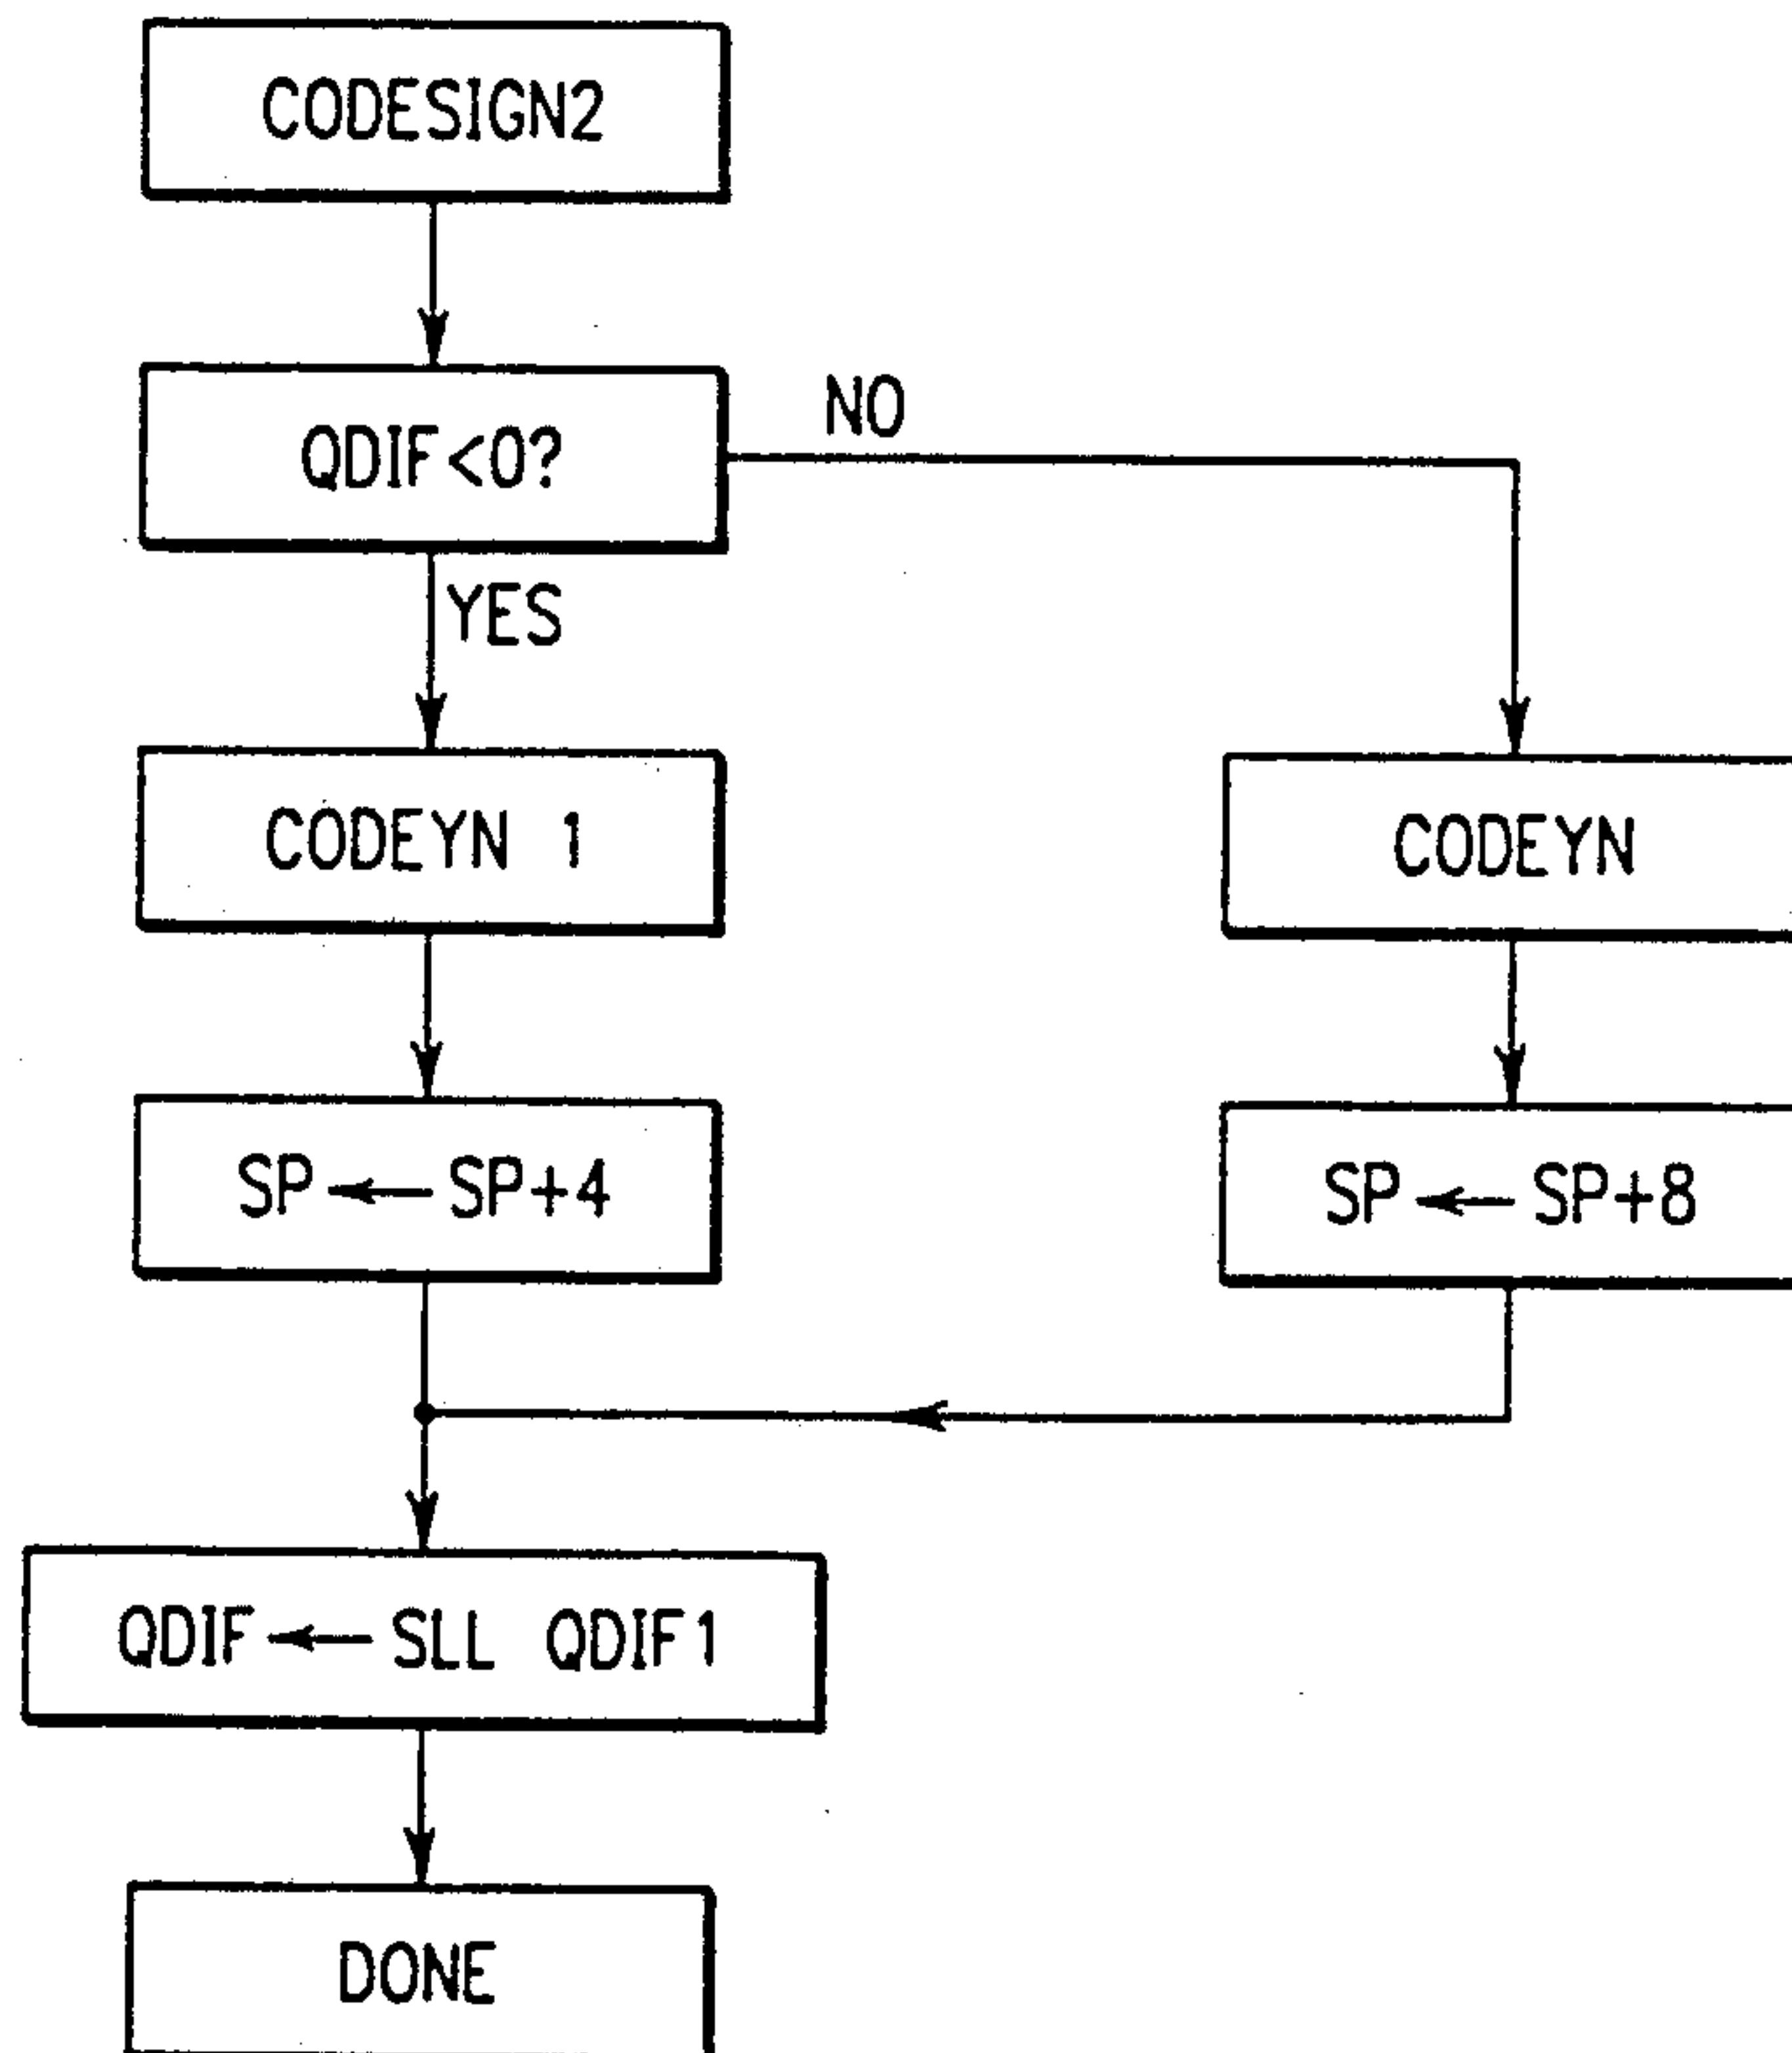 CODESIGN2
QDIF<0?
NO
YES
CODEYN 1
CODEYN
SP ← SP+4
SP ← SP+8
QDIF ← SLL QDIF1
DONE